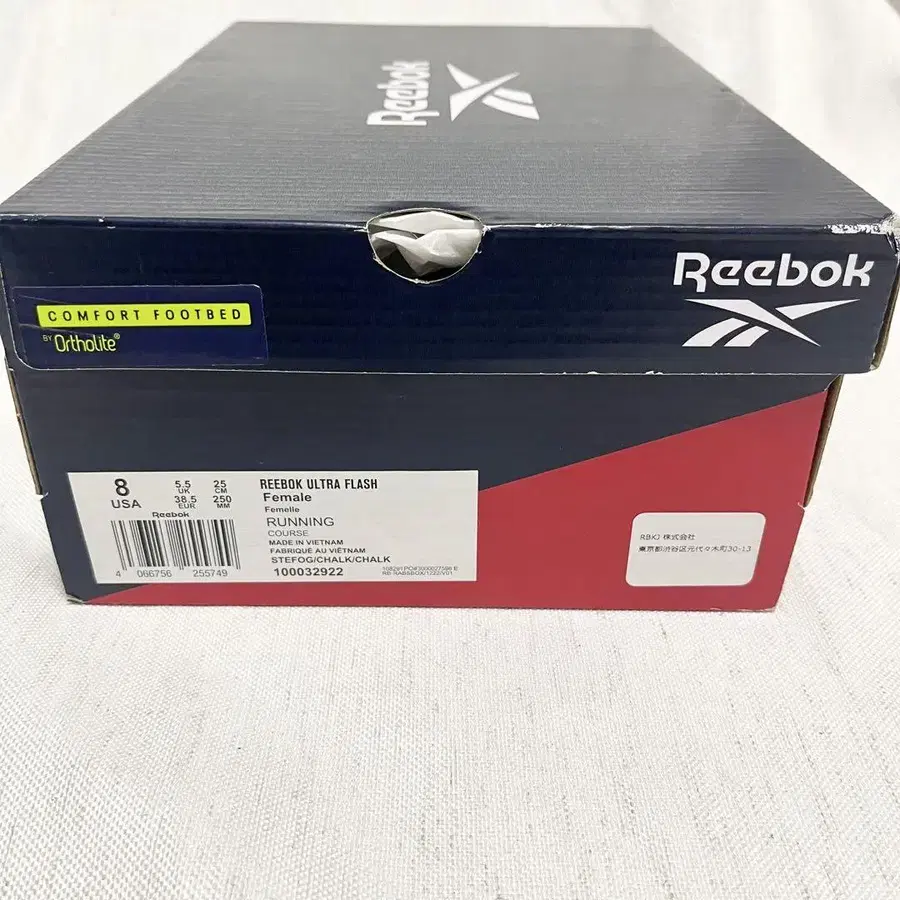 Reebok
Reebok
COMFORT FOOTBED
BY Ortholite®
8
USA
5.5
UK
38.5
EUR
25
CM
250
MM
Reebok
4 066756 255749
REEBOK ULTRA FLASH
Female
Femelle
RUNNING
COURSE
MADE IN VIETNAM
FABRIQUÉ AU VIÊTNAM
STEFOG/CHALK/CHALK
100032922
RBKJ 株式会社
東京都渋谷区元代々木町30-13